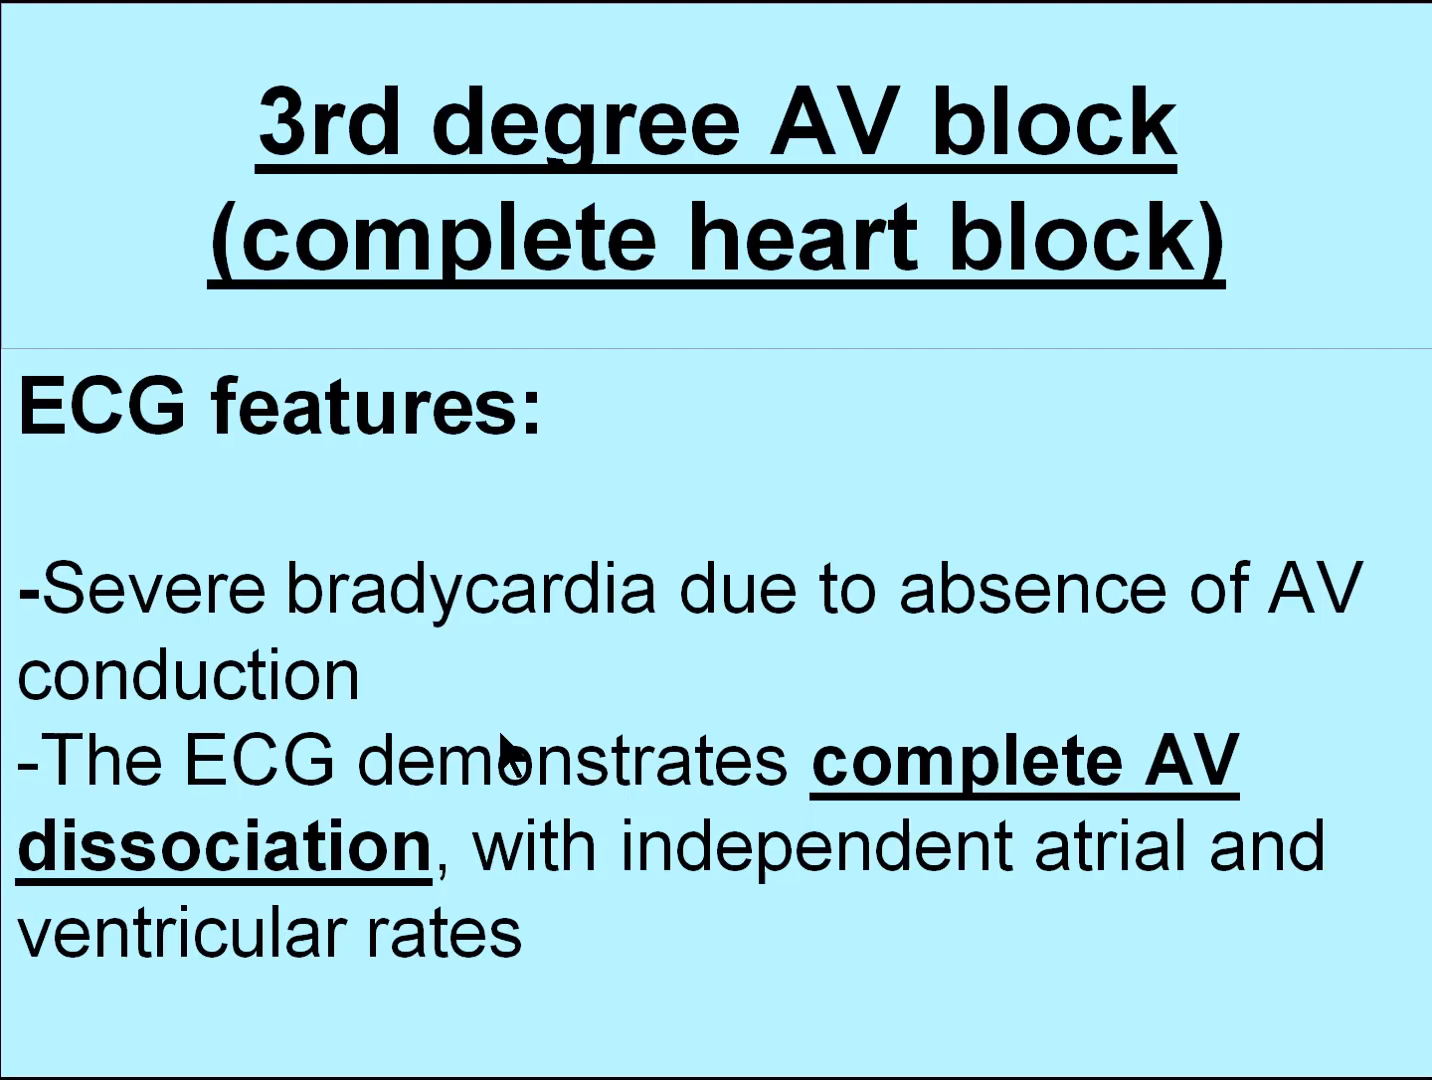 3rd degree AV block
(complete heart block)
ECG features:
-Severe bradycardia due to absence of AV
conduction
-The ECG demonstrates complete AV
dissociation, with independent atrial and
ventricular rates